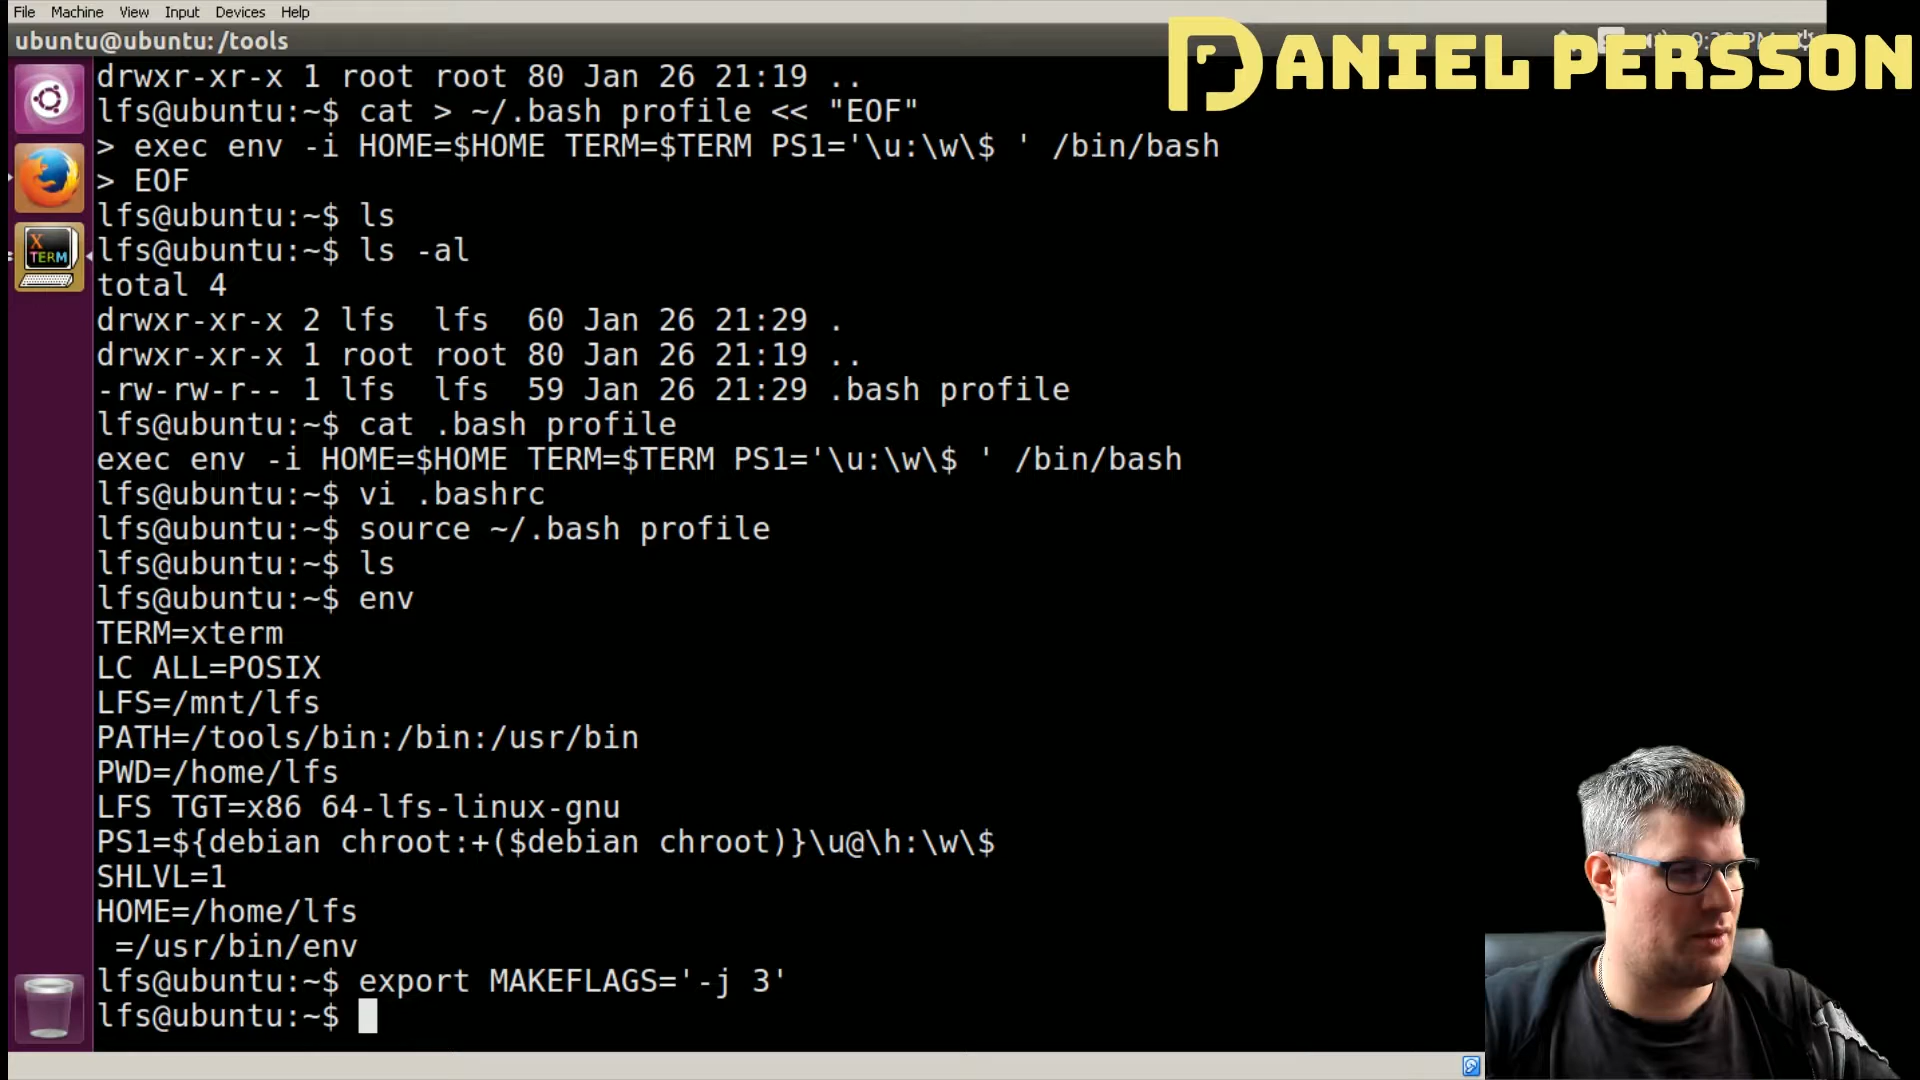 File Machine View Input Devices Help
ubuntu@ubuntu: /tools
DANIEL PERSSON
drwxr-xr-x 1 root root 80 Jan 26 21:19 ..
lfs@ubuntu:~$ cat > ~/.bash profile << "EOF"
> exec env -i HOME=$HOME TERM=$TERM PS1='\u:\w\$ ' /bin/bash
> EOF
lfs@ubuntu:~$ ls
lfs@ubuntu:~$ ls -al
total 4
drwxr-xr-x 2 lfs  lfs  60 Jan 26 21:29 .
drwxr-xr-x 1 root root 80 Jan 26 21:19 ..
-rw-rw-r-- 1 lfs  lfs  59 Jan 26 21:29 .bash profile
lfs@ubuntu:~$ cat .bash profile
exec env -i HOME=$HOME TERM=$TERM PS1='\u:\w\$ ' /bin/bash
lfs@ubuntu:~$ vi .bashrc
lfs@ubuntu:~$ source ~/.bash profile
lfs@ubuntu:~$ ls
lfs@ubuntu:~$ env
TERM=xterm
LC ALL=POSIX
LFS=/mnt/lfs
PATH=/tools/bin:/bin:/usr/bin
PWD=/home/lfs
LFS TGT=x86 64-lfs-linux-gnu
PS1=${debian chroot:+($debian chroot)}\u@\h:\w\$
SHLVL=1
HOME=/home/lfs
 =/usr/bin/env
lfs@ubuntu:~$ export MAKEFLAGS='-j 3'
lfs@ubuntu:~$
X
TERM